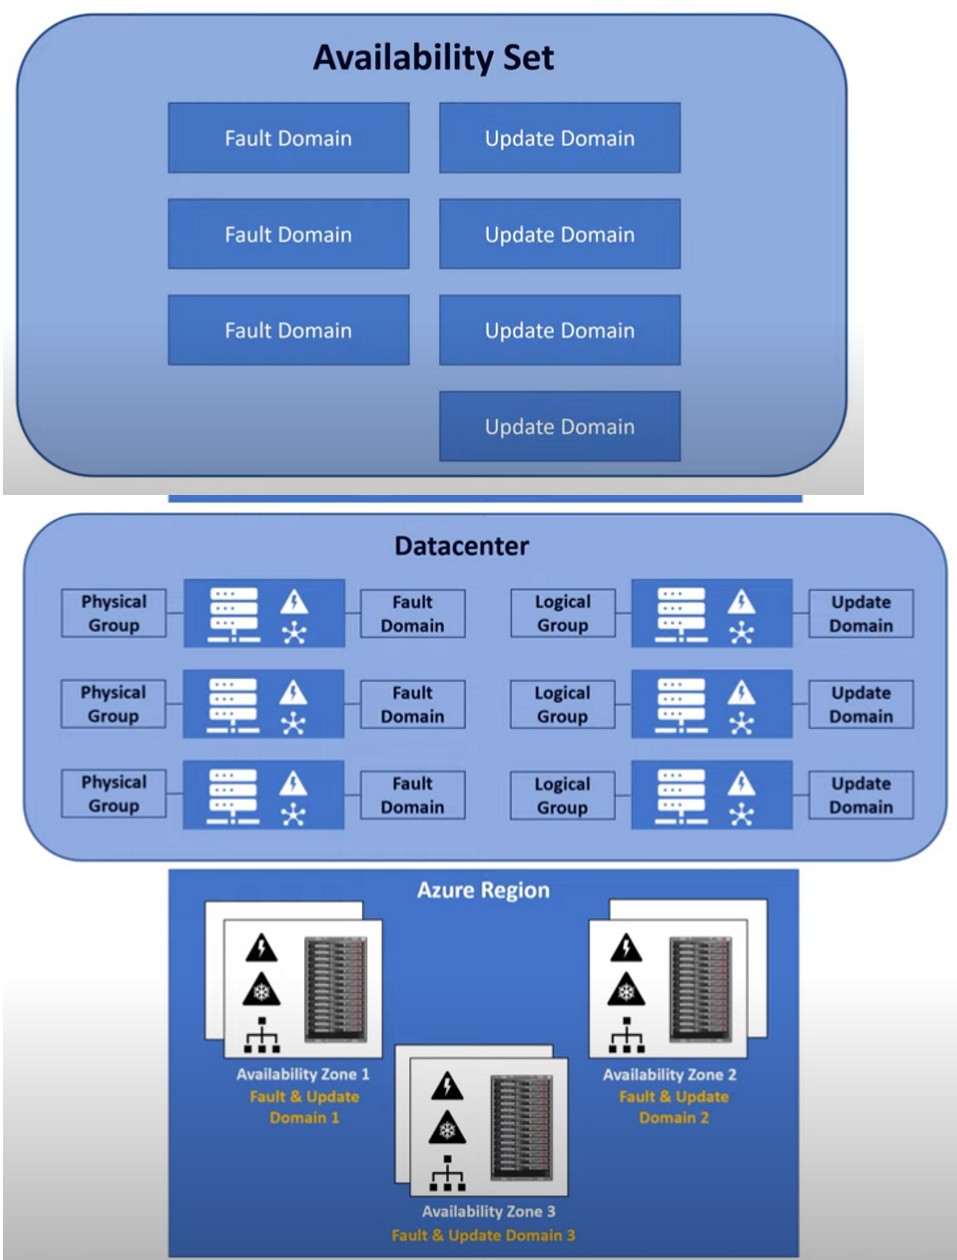 Availability Set
Fault Domain
Update Domain
Fault Domain
Update Domain
Fault Domain
Update Domain
Update Domain
Datacenter
Physical
Group
Fault
Domain
Logical
Group
Update
Domain
Physical
Group
Fault
Domain
Logical
Group
Update
Domain
Physical
Group
Fault
Domain
Logical
Group
Update
Domain
Azure Region
Availability Zone 1
Fault & Update
Domain 1
Availability Zone 2
Fault & Update
Domain 2
Availability Zone 3
Fault & Update Domain 3